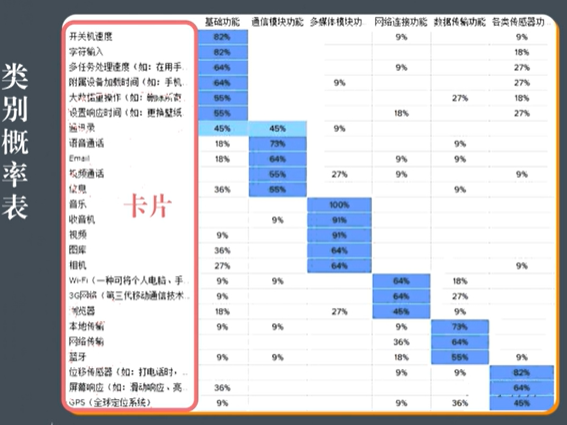 类别概率表
卡片
基础功能 通信模块功能 多媒体模块功... 网络连接功能 数据传输功能 各类传感器功...
开关机速度 82% 9% 9%
字符输入 82% 18%
多任务处理速度（如：在用手... 64% 9% 27%
附属设备加载时间（如：手机... 64% 9% 27%
大数据量操作（如：删除所有... 55% 27% 18%
设置响应时间（如：更换壁纸... 55% 18% 27%
通讯录 45% 45% 9%
语音通话 18% 73% 9%
Email 18% 64% 9% 9%
视频通话 55% 27% 9% 9%
信息 36% 55% 9%
音乐 100%
收音机 9% 91%
视频 9% 91%
图库 36% 64%
相机 27% 64% 9%
Wi-Fi（一种可将个人电脑、手... 9% 9% 64% 18%
3G网络（第三代移动通信技术... 9% 64% 27%
浏览器 18% 27% 45% 9%
本地传输 9% 9% 9% 73%
网络传输 36% 64%
蓝牙 9% 9% 18% 55% 9%
位移传感器（如：打电话时，... 9% 9% 82%
屏幕响应（如：滑动响应、亮... 36% 64%
GPS（全球定位系统） 9% 9% 36% 45%